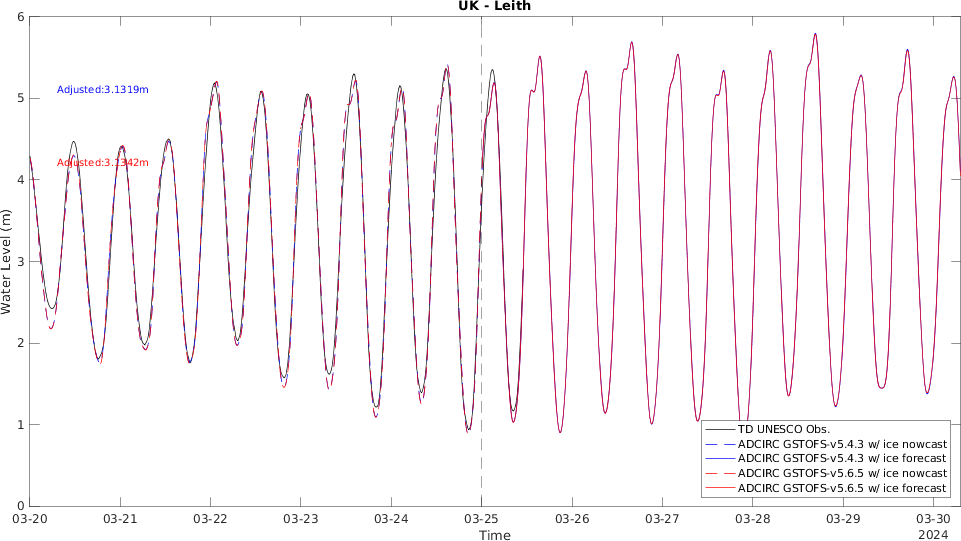 UK - Leith
6
5
4
3
2
1
0
Water Level (m)
Adjusted:3.1319m
Adjusted:3.1342m
TD UNESCO Obs.
ADCIRC GSTOFS-v5.4.3 w/ ice nowcast
ADCIRC GSTOFS-v5.4.3 w/ ice forecast
ADCIRC GSTOFS-v5.6.5 w/ ice nowcast
ADCIRC GSTOFS-v5.6.5 w/ ice forecast
03-20 03-21 03-22 03-23 03-24 03-25 03-26 03-27 03-28 03-29 03-30
Time
2024